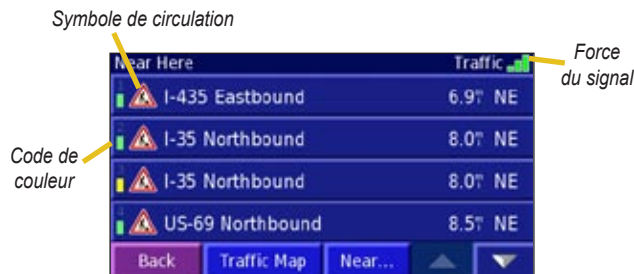 Symbole de circulation
Force
du signal
Near Here Traffic
I-435 Eastbound 6.9 NE
I-35 Northbound 8.0 NE
Code de
couleur
I-35 Northbound 8.0 NE
US-69 Northbound 8.5 NE
Back Traffic Map Near...